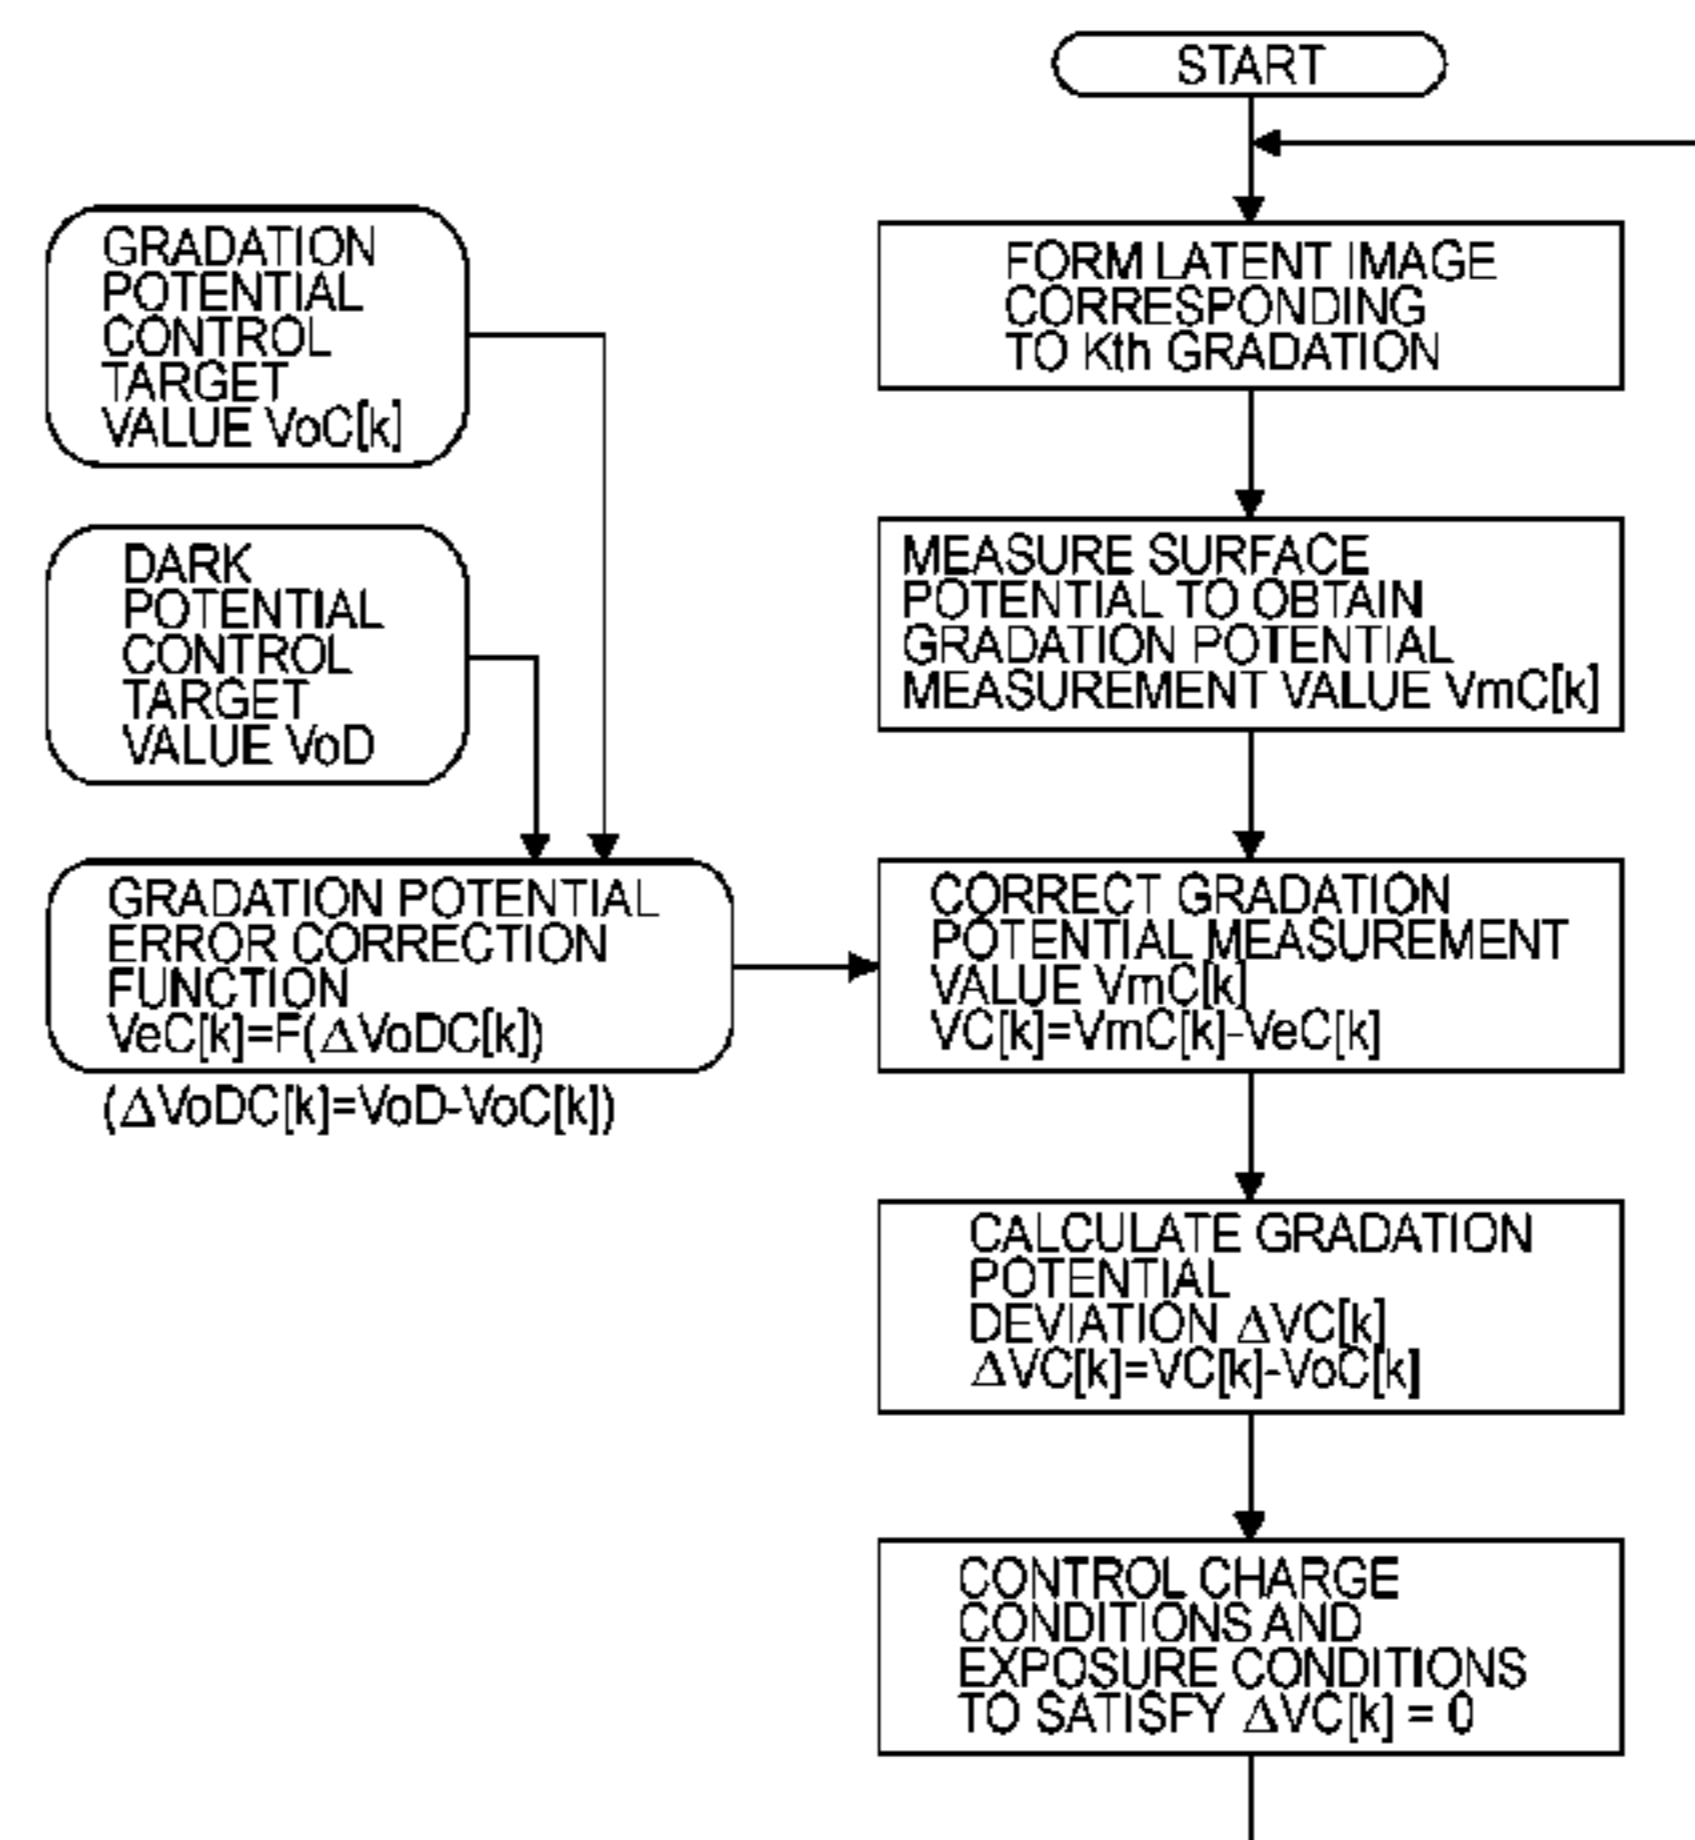 START
FORM LATENT IMAGE
CORRESPONDING
TO Kth GRADATION
GRADATION
POTENTIAL
CONTROL
TARGET
VALUE VoC[k]
DARK
POTENTIAL
CONTROL
TARGET
VALUE VoD
MEASURE SURFACE
POTENTIAL TO OBTAIN
GRADATION POTENTIAL
MEASUREMENT VALUE VmC[k]
GRADATION POTENTIAL
ERROR CORRECTION
FUNCTION
VeC[k]=F(ΔVoDC[k])
(ΔVoDC[k]=VoD-VoC[k])
CORRECT GRADATION
POTENTIAL MEASUREMENT
VALUE VmC[k]
VC[k]=VmC[k]-VeC[k]
CALCULATE GRADATION
POTENTIAL
DEVIATION ΔVC[k]
ΔVC[k]=VC[k]-VoC[k]
CONTROL CHARGE
CONDITIONS AND
EXPOSURE CONDITIONS
TO SATISFY ΔVC[k] = 0